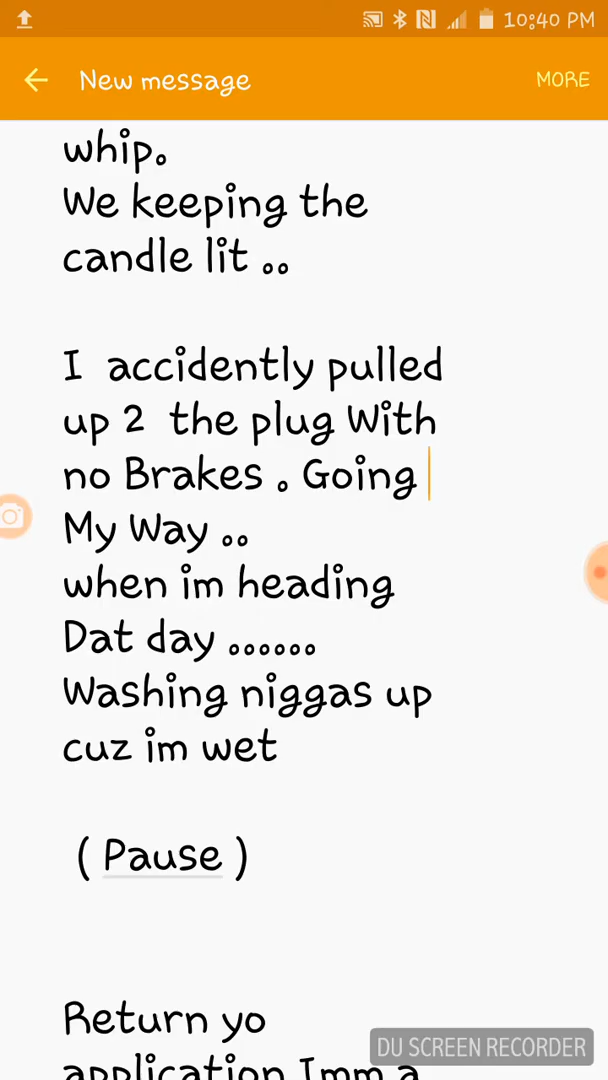 10:40 PM
New message
MORE
whip.
We keeping the
candle lit ..
I  accidently pulled
up 2  the plug With
no Brakes . Going
My Way ..
when im heading
Dat day ......
Washing niggas up
cuz im wet
( Pause )
Return yo
application Imm a
DU SCREEN RECORDER